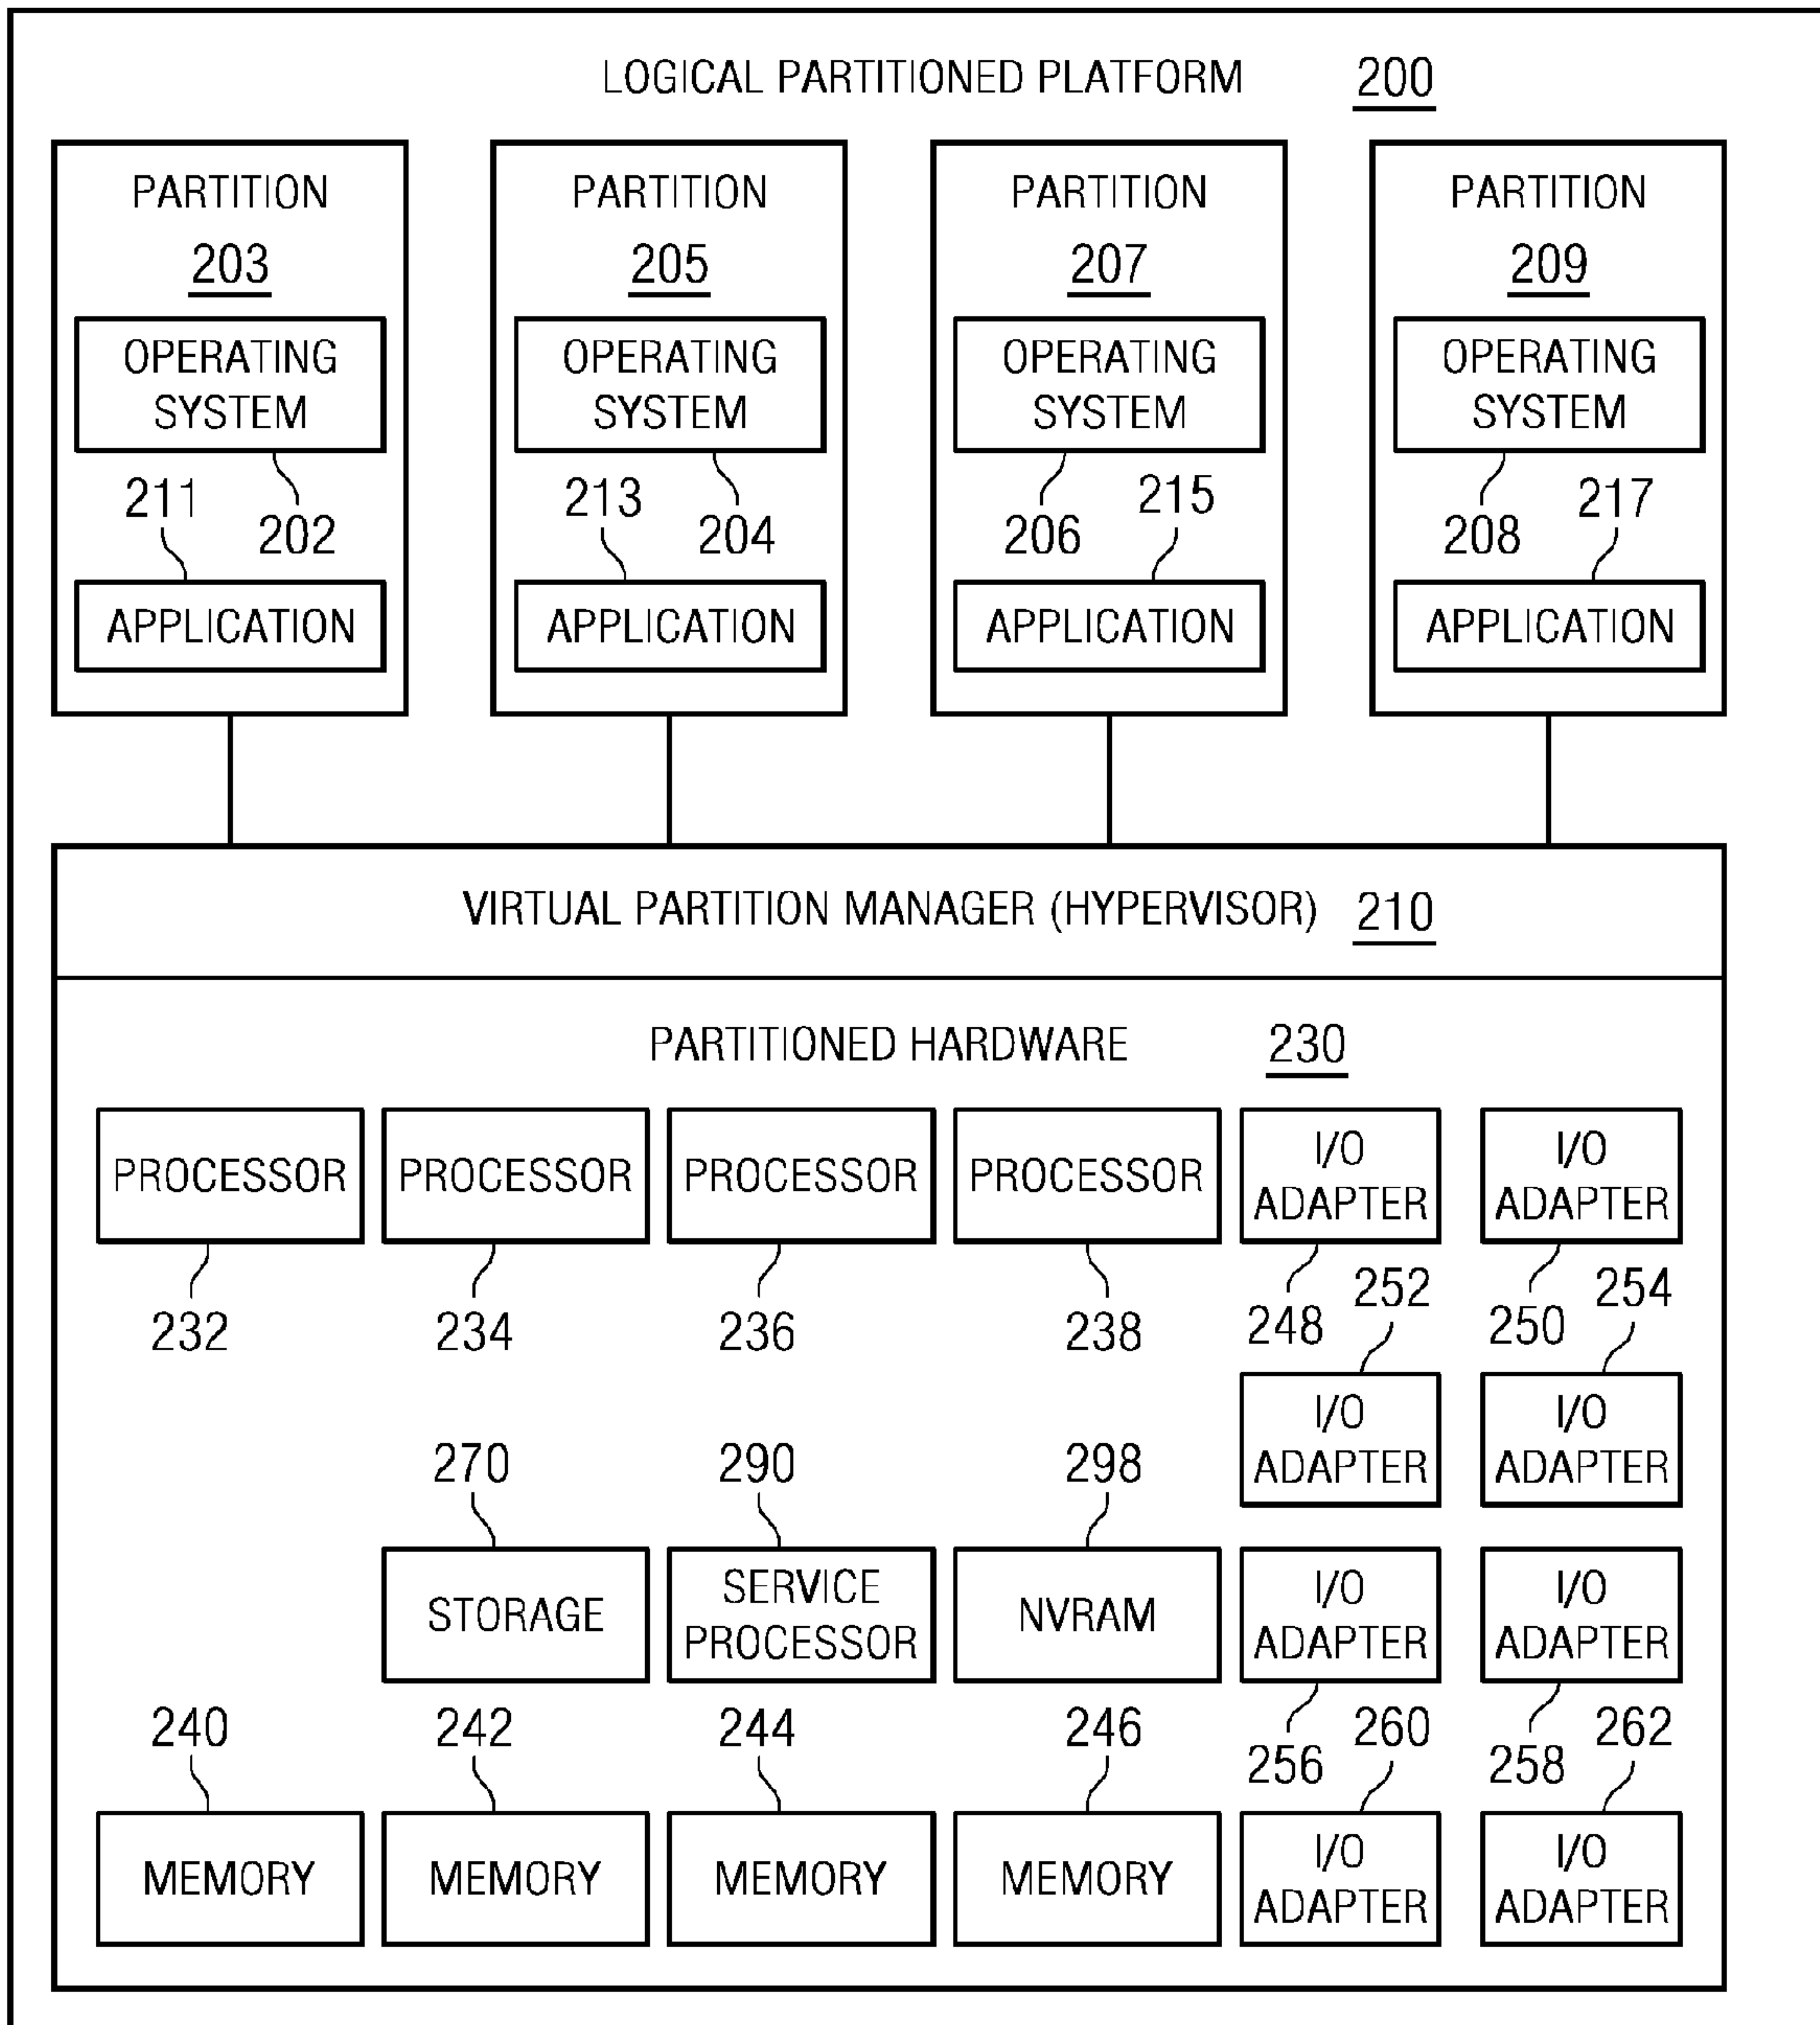 LOGICAL PARTITIONED PLATFORM 200
PARTITION PARTITION PARTITION PARTITION
203 205 207 209
OPERATING OPERATING OPERATING OPERATING
SYSTEM SYSTEM SYSTEM SYSTEM
211 213 215 217
202 204 206 208
APPLICATION APPLICATION APPLICATION APPLICATION
VIRTUAL PARTITION MANAGER (HYPERVISOR) 210
PARTITIONED HARDWARE 230
I/O I/O
PROCESSOR PROCESSOR PROCESSOR PROCESSOR
ADAPTER ADAPTER
252 254
232 234 236 238 248 250
I/O I/O
ADAPTER ADAPTER
270 290 298
SERVICE I/O I/O
STORAGE NVRAM
PROCESSOR ADAPTER ADAPTER
240 242 244 246 260 262
256 258
I/O I/O
MEMORY MEMORY MEMORY MEMORY
ADAPTER ADAPTER